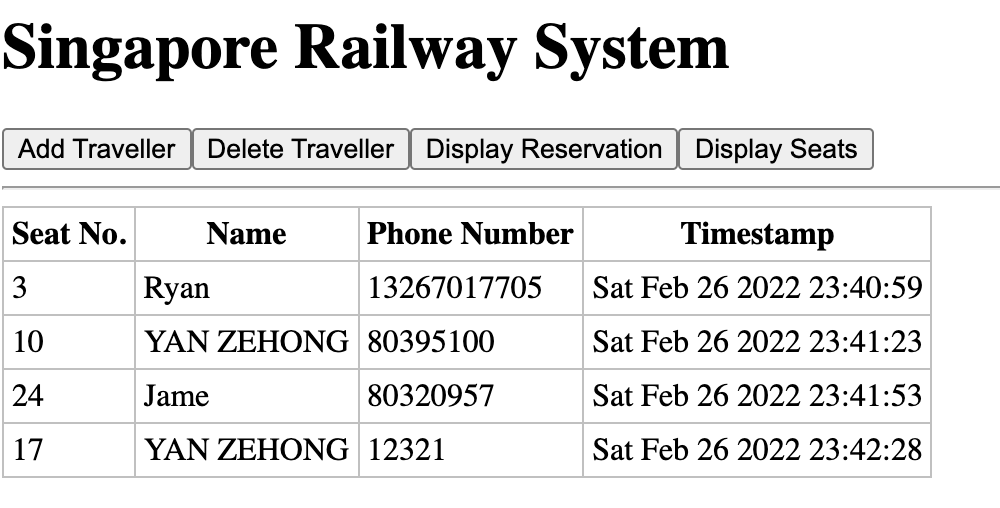 Singapore Railway System
Add Traveller Delete Traveller Display Reservation Display Seats
Seat No. Name Phone Number Timestamp
3 Ryan 13267017705 Sat Feb 26 2022 23:40:59
10 YAN ZEHONG 80395100 Sat Feb 26 2022 23:41:23
24 Jame 80320957 Sat Feb 26 2022 23:41:53
17 YAN ZEHONG 12321 Sat Feb 26 2022 23:42:28